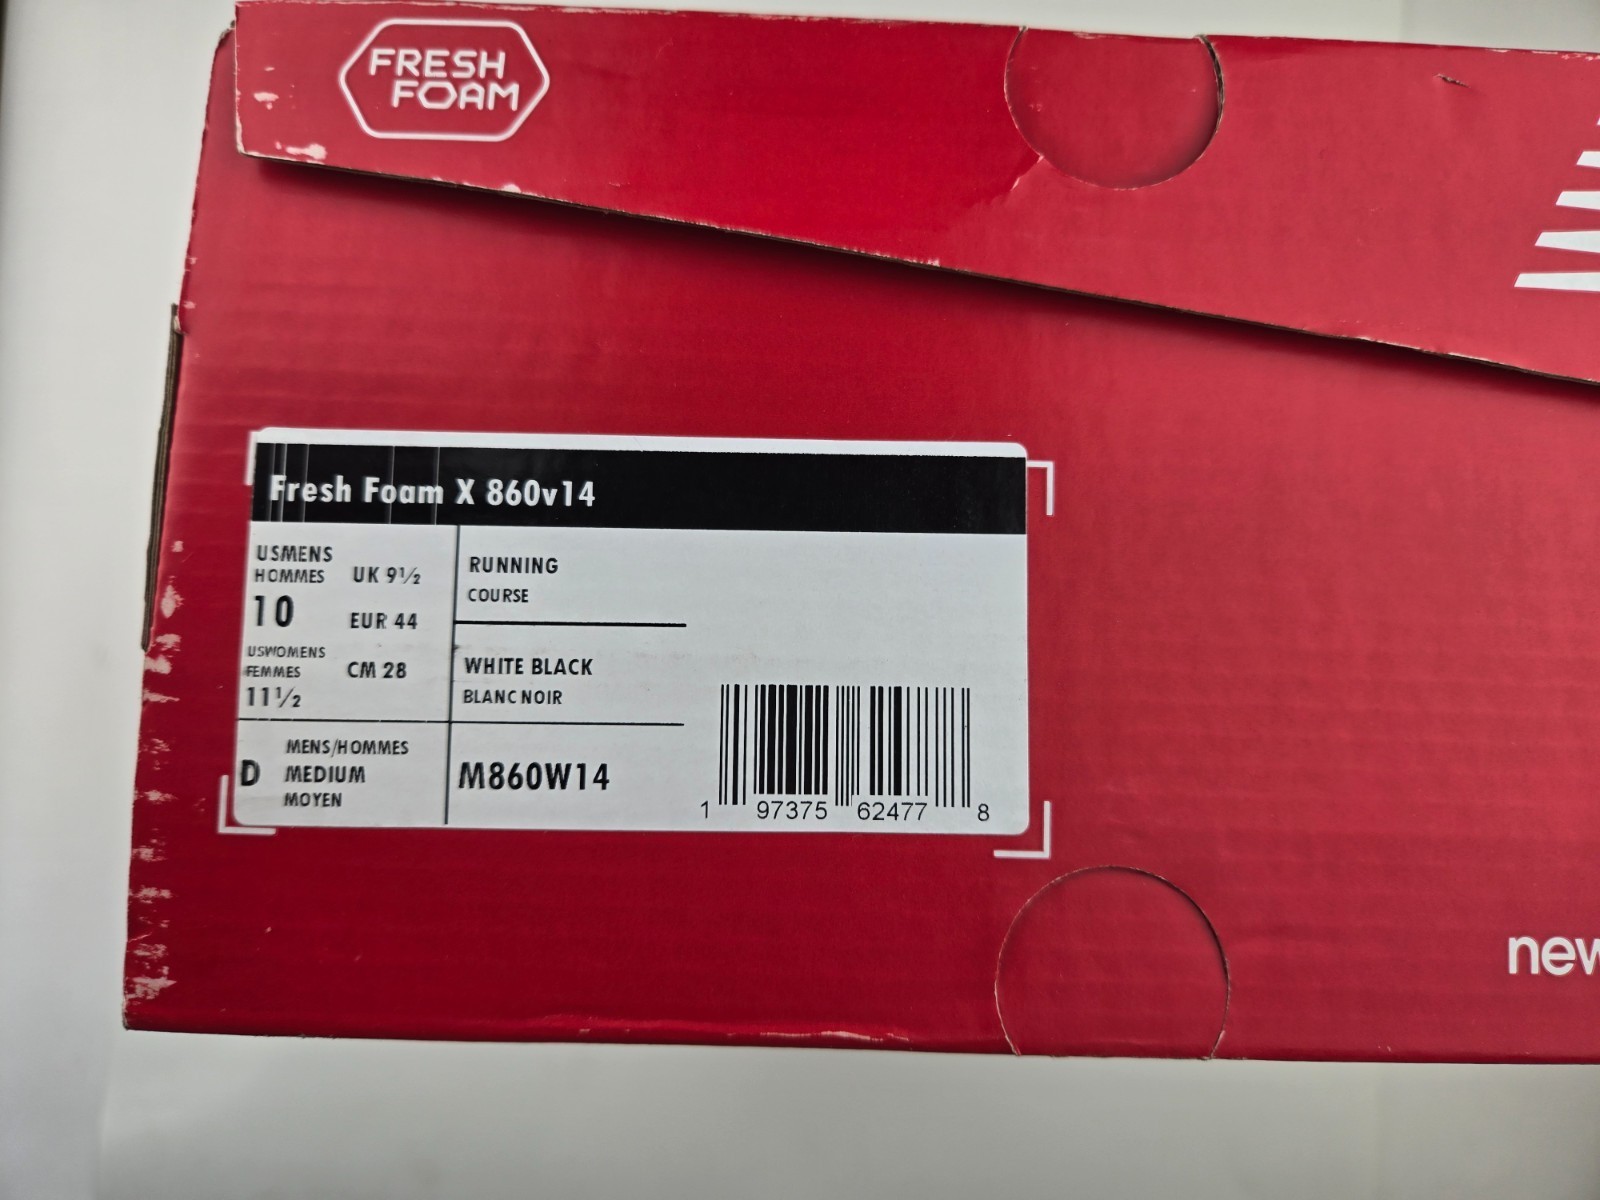 FRESH
FOAM
Fresh Foam X 860v14
USMENS
HOMMES
10
UK 9½
EUR 44
USWOMENS
FEMMES
11½
CM 28
RUNNING
COURSE
WHITE BLACK
BLANC NOIR
D
MENS/HOMMES
MEDIUM
MOYEN
M860W14
1 97375 62477 8
new